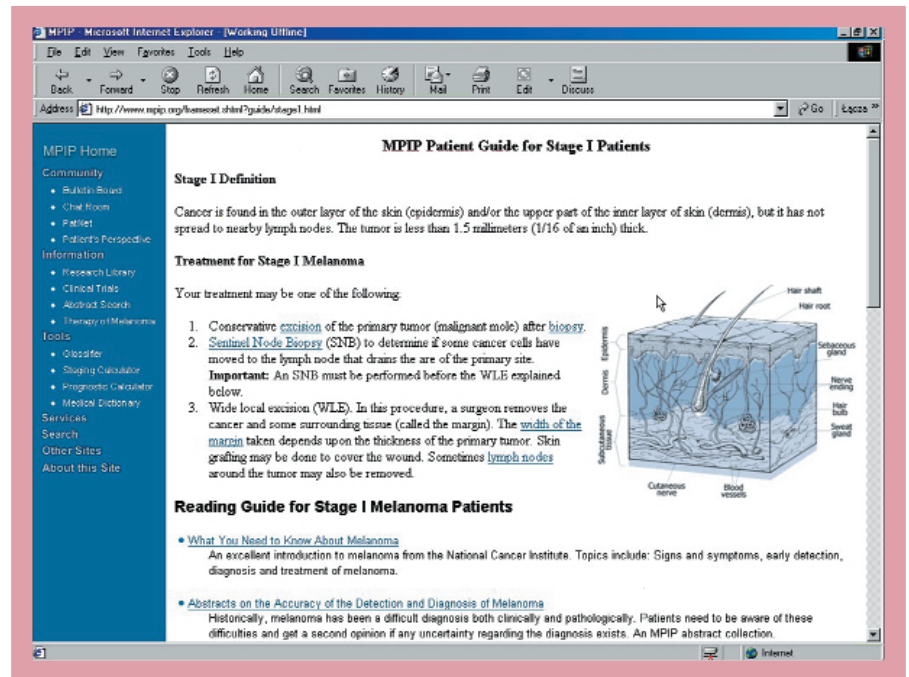 MPIP - Microsoft Internet Explorer - [Working Offline]
File Edit View Favorites Tools Help
Back Forward Stop Refresh Home Search Favorites History Mail Print Edit Discuss
Address http://www.mpip.org/frameset.shtml?guide/stage1.html Go Łącza »
MPIP Home
Community
Bulletin Board
Chat Room
PatNet
Patient's Perspective
Information
Research Library
Clinical Trials
Abstract Search
Therapy of Melanoma
Tools
Glossifier
Staging Calculator
Prognostic Calculator
Medical Dictionary
Services
Search
Other Sites
About this Site
MPIP Patient Guide for Stage I Patients
Stage I Definition
Cancer is found in the outer layer of the skin (epidermis) and/or the upper part of the inner layer of skin (dermis), but it has not
spread to nearby lymph nodes. The tumor is less than 1.5 millimeters (1/16 of an inch) thick.
Treatment for Stage I Melanoma
Your treatment may be one of the following:
1. Conservative excision of the primary tumor (malignant mole) after biopsy.
2. Sentinel Node Biopsy (SNB) to determine if some cancer cells have
moved to the lymph node that drains the are of the primary site.
Important: An SNB must be performed before the WLE explained
below.
3. Wide local excision (WLE). In this procedure, a surgeon removes the
cancer and some surrounding tissue (called the margin). The width of the
margin taken depends upon the thickness of the primary tumor. Skin
grafting may be done to cover the wound. Sometimes lymph nodes
around the tumor may also be removed.
Hair shaft
Hair root
Sebaceous
gland
Nerve
ending
Hair
bulb
Sweat
gland
Epidermis
Dermis
Subcutaneous
tissue
Cutaneous
nerve
Blood
vessels
Reading Guide for Stage I Melanoma Patients
• What You Need to Know About Melanoma
An excellent introduction to melanoma from the National Cancer Institute. Topics include: Signs and symptoms, early detection,
diagnosis and treatment of melanoma.
• Abstracts on the Accuracy of the Detection and Diagnosis of Melanoma
Historically, melanoma has been a difficult diagnosis both clinically and pathologically. Patients need to be aware of these
difficulties and get a second opinion if any uncertainty regarding the diagnosis exists. An MPIP abstract collection.
Internet